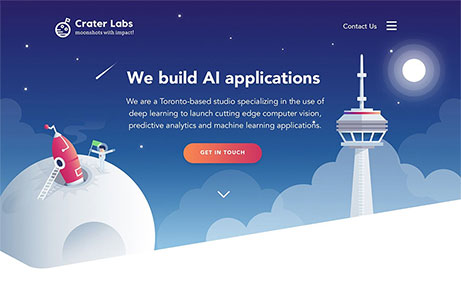 Crater Labs
moonshots with impact!
Contact Us
We build AI applications
We are a Toronto-based studio specializing in the use of
deep learning to launch cutting edge computer vision,
predictive analytics and machine learning applications.
GET IN TOUCH